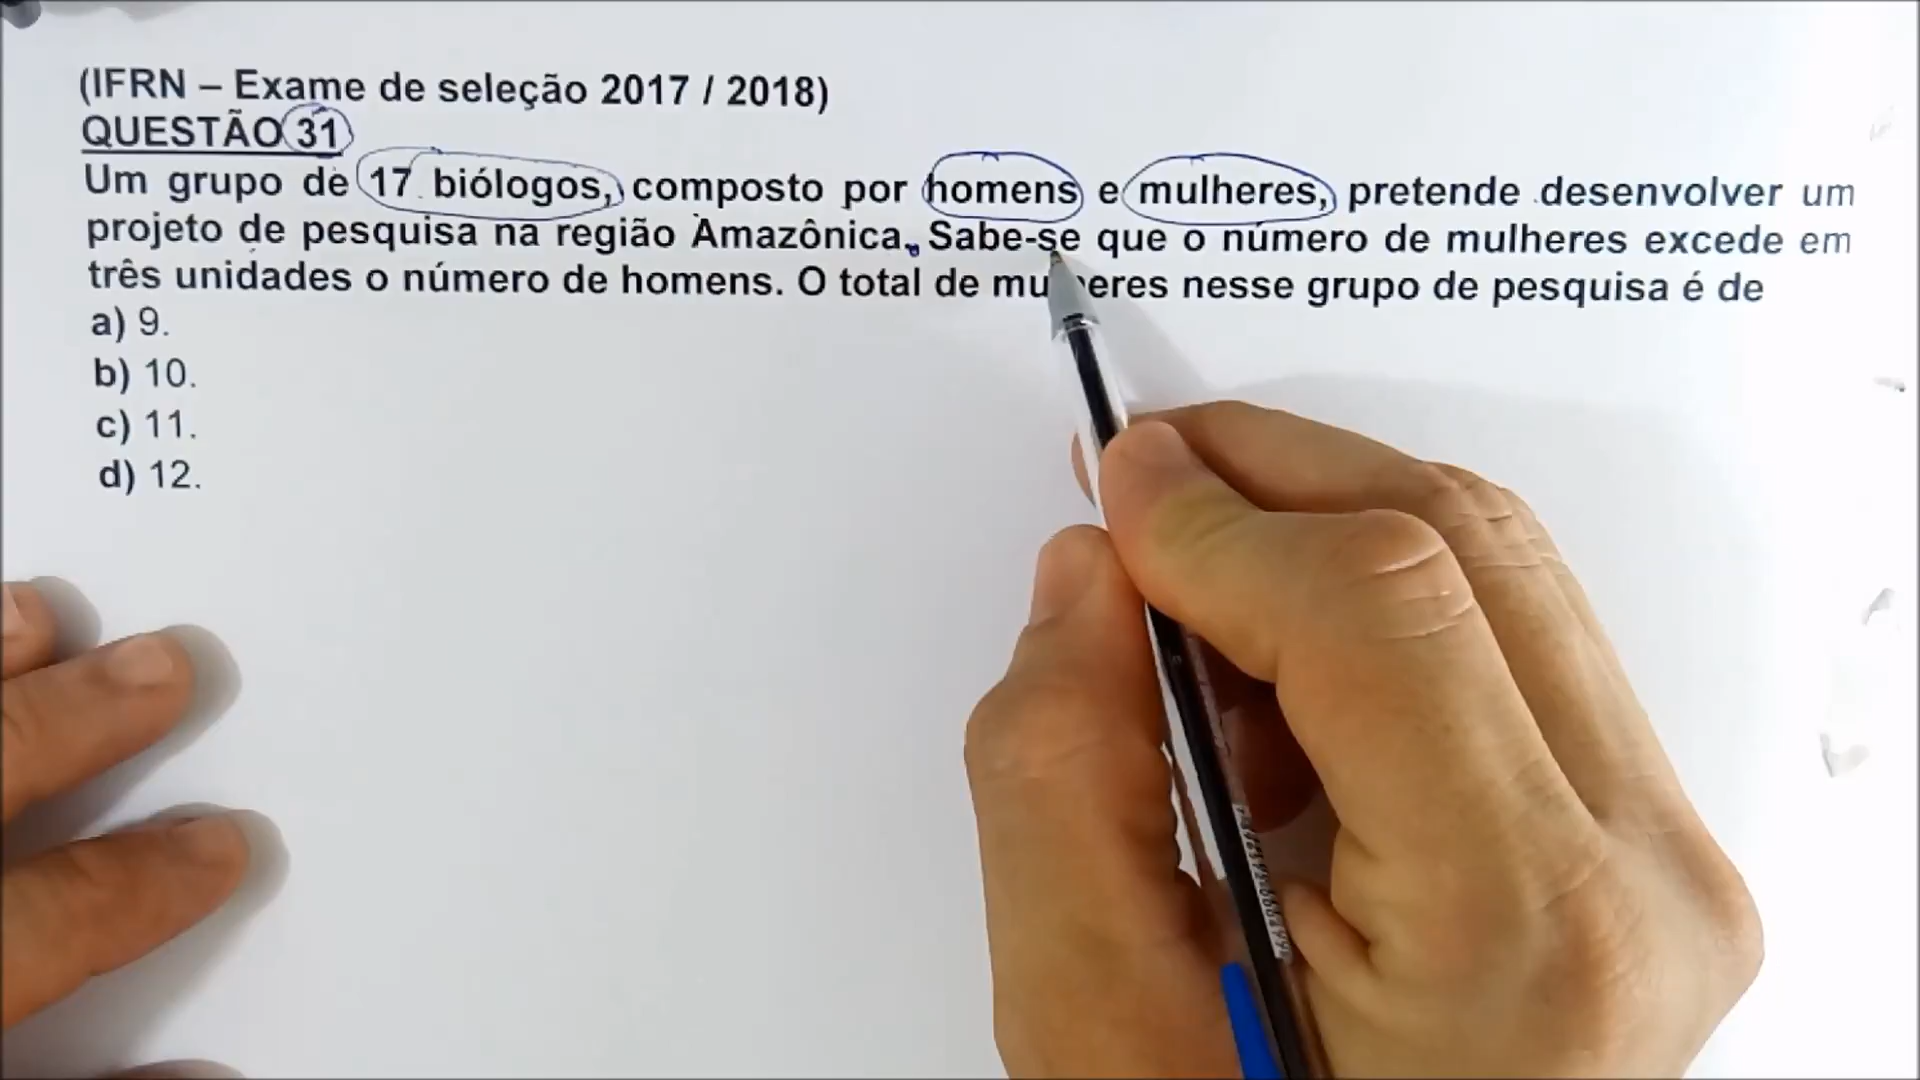 (IFRN – Exame de seleção 2017 / 2018)
QUESTÃO 31
Um grupo de 17 biólogos, composto por homens e mulheres, pretende desenvolver um
projeto de pesquisa na região Amazônica. Sabe-se que o número de mulheres excede em
três unidades o número de homens. O total de mulheres nesse grupo de pesquisa é de
a) 9.
b) 10.
c) 11.
d) 12.